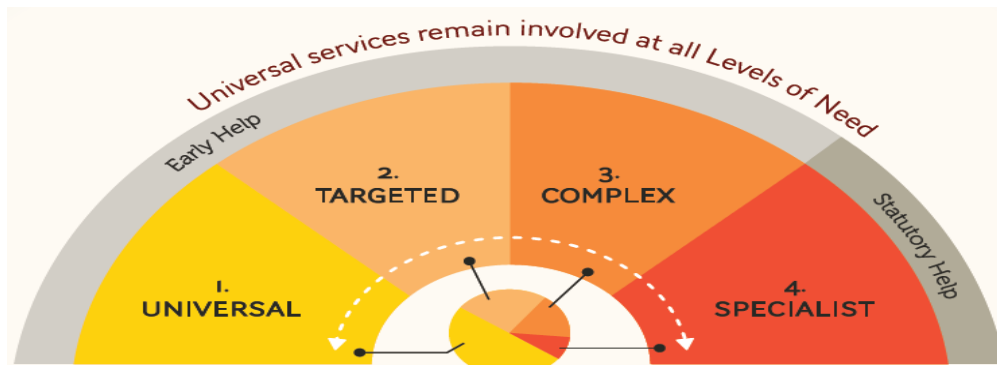 Universal services remain involved at all Levels of Need
Early Help
2.
TARGETED
3.
COMPLEX
Statutory Help
1.
UNIVERSAL
4.
SPECIALIST